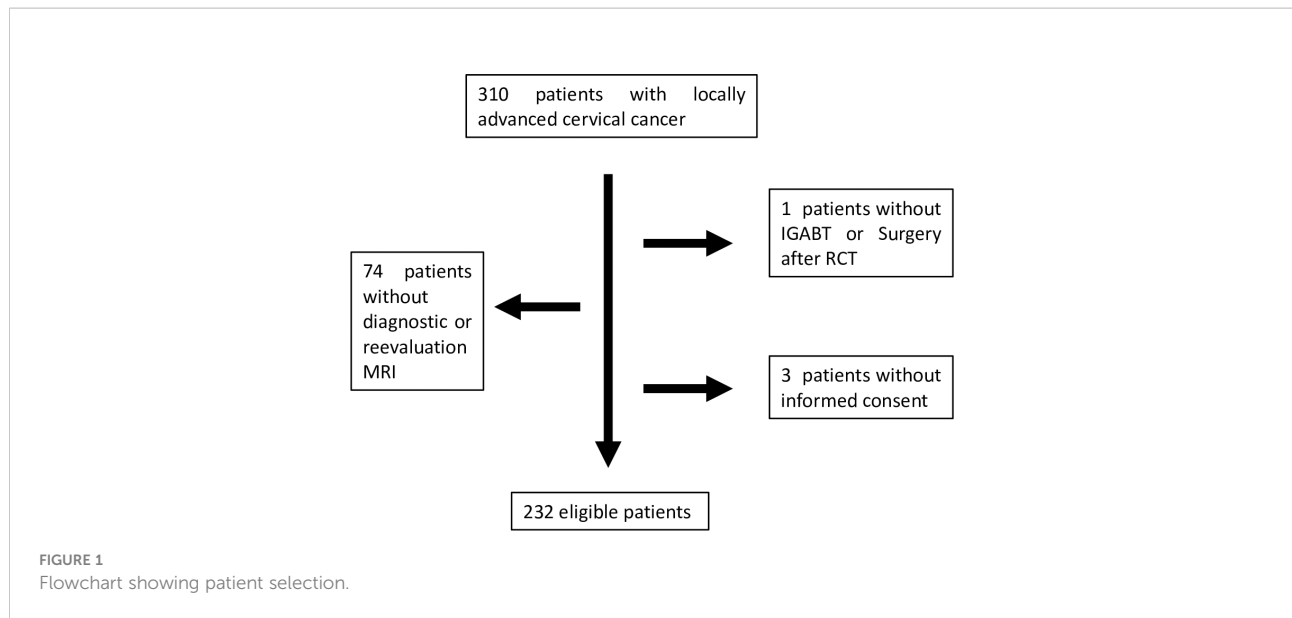 310 patients with locally
advanced cervical cancer
1 patients without
IGABT or Surgery
after RCT
74 patients
without
diagnostic or
reevaluation
MRI
3 patients without
informed consent
232 eligible patients
FIGURE 1
Flowchart showing patient selection.